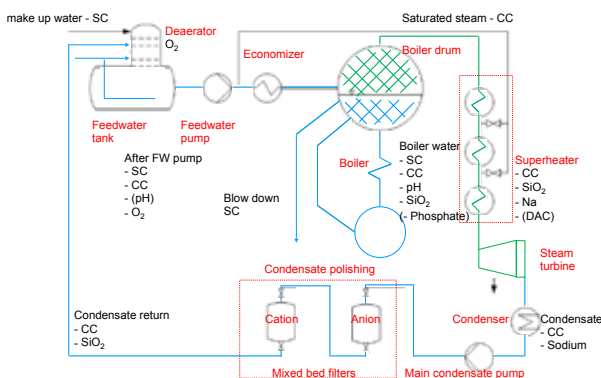 make up water - SC
Deaerator
O₂
Saturated steam - CC
Economizer
Boiler drum
Feedwater
tank
Feedwater
pump
After FW pump
- SC
- CC
- (pH)
- O₂
Blow down
SC
Boiler
Boiler water
- SC
- CC
- pH
- SiO₂
(- Phosphate)
Superheater
- CC
- SiO₂
- Na
- (DAC)
Steam
turbine
Condensate polishing
Condensate return
- CC
- SiO₂
Cation
Anion
Condenser
Condensate
- CC
- Sodium
Mixed bed filters
Main condensate pump